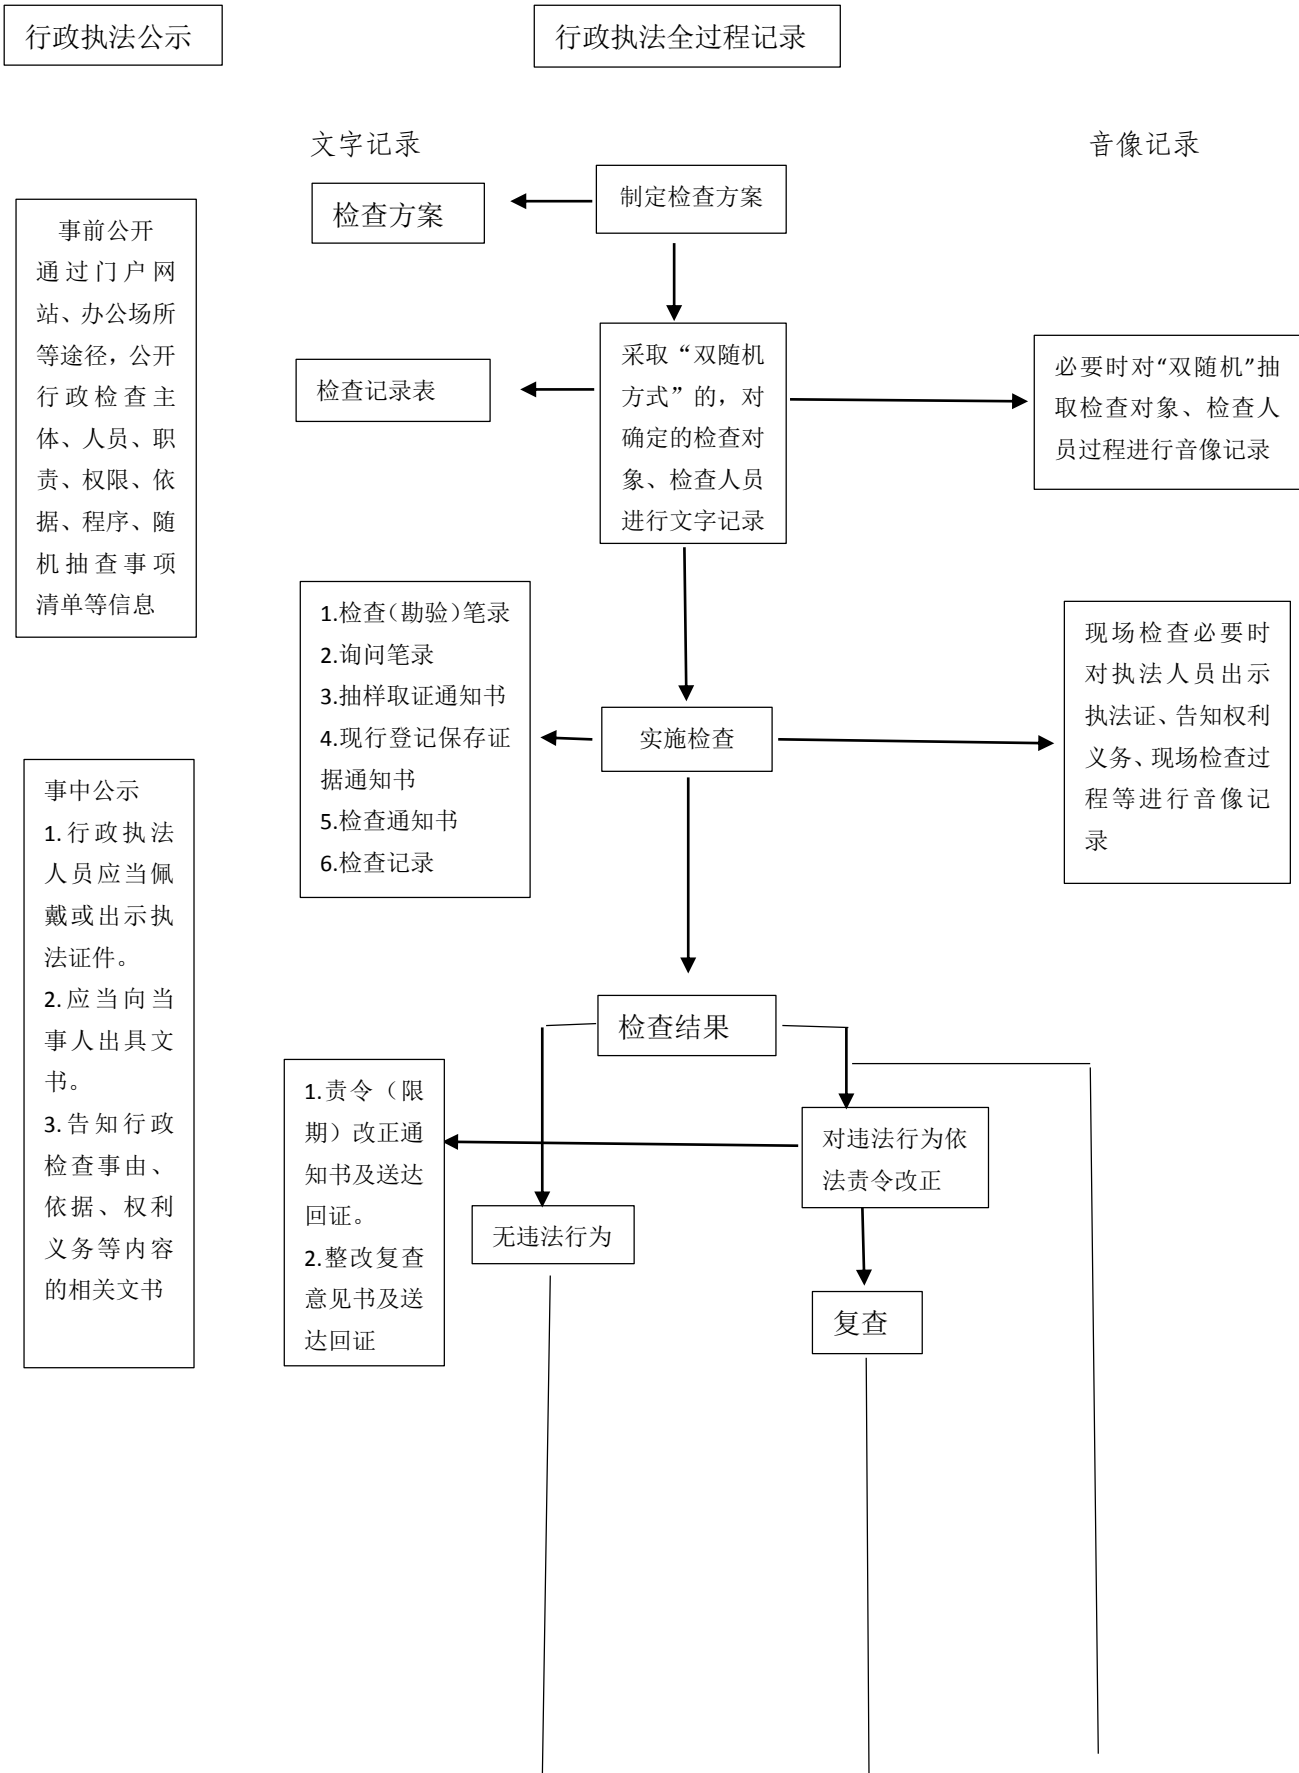 行政执法公示
行政执法全过程记录
文字记录
音像记录
检查方案
制定检查方案
事前公开
通过门户网
站、办公场所
等途径，公开
行政检查主
体、人员、职
责、权限、依
据、程序、随
机抽查事项
清单等信息
检查记录表
采取“双随机
方式”的，对
确定的检查对
象、检查人员
进行文字记录
必要时对“双随机”抽
取检查对象、检查人
员过程进行音像记录
1.检查（勘验）笔录
2.询问笔录
3.抽样取证通知书
4.现行登记保存证
据通知书
5.检查通知书
6.检查记录
实施检查
现场检查必要时
对执法人员出示
执法证、告知权利
义务、现场检查过
程等进行音像记
录
事中公示
1.行政执法
人员应当佩
戴或出示执
法证件。
2.应当向当
事人出具文
书。
3.告知行政
检查事由、
依据、权利
义务等内容
的相关文书
检查结果
1.责令（限
期）改正通
知书及送达
回证。
2.整改复查
意见书及送
达回证
对违法行为依
法责令改正
无违法行为
复查